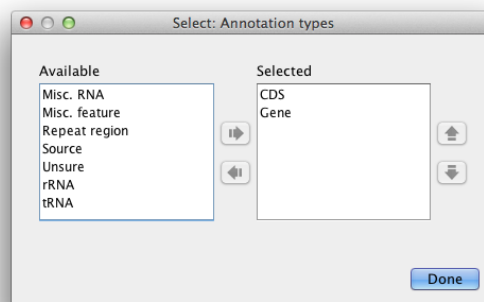 Select: Annotation types
Available
Misc. RNA
Misc. feature
Repeat region
Source
Unsure
rRNA
tRNA
Selected
CDS
Gene
Done